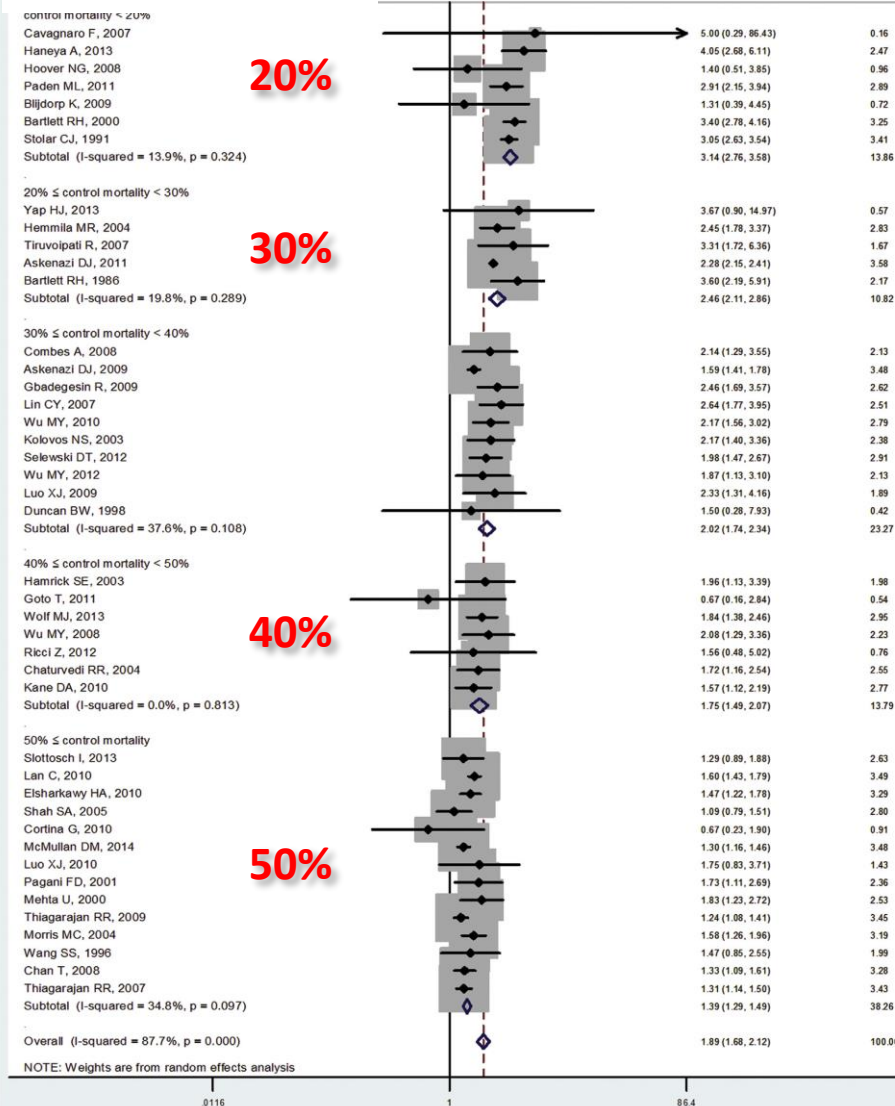 control mortality < 20%
Cavagnaro F, 2007 5.00 (0.29, 86.43) 0.16
Haneya A, 2013 4.05 (2.68, 6.11) 2.47
Hoover NG, 2008 1.40 (0.51, 3.85) 0.96
20%
Paden ML, 2011 2.91 (2.15, 3.94) 2.89
Blijdorp K, 2009 1.31 (0.39, 4.45) 0.72
Bartlett RH, 2000 3.40 (2.78, 4.16) 3.25
Stolar CJ, 1991 3.05 (2.63, 3.54) 3.41
Subtotal (I-squared = 13.9%, p = 0.324) 3.14 (2.76, 3.58) 13.86
.
20% ≤ control mortality < 30%
Yap HJ, 2013 3.67 (0.90, 14.97) 0.57
Hemmila MR, 2004 2.45 (1.78, 3.37) 2.83
30%
Tiruvoipati R, 2007 3.31 (1.72, 6.36) 1.67
Askenazi DJ, 2011 2.28 (2.15, 2.41) 3.58
Bartlett RH, 1986 3.60 (2.19, 5.91) 2.17
Subtotal (I-squared = 19.8%, p = 0.289) 2.46 (2.11, 2.86) 10.82
.
30% ≤ control mortality < 40%
Combes A, 2008 2.14 (1.29, 3.55) 2.13
Askenazi DJ, 2009 1.59 (1.41, 1.78) 3.48
Gbadegesin R, 2009 2.46 (1.69, 3.57) 2.62
Lin CY, 2007 2.64 (1.77, 3.95) 2.51
Wu MY, 2010 2.17 (1.56, 3.02) 2.79
Kolovos NS, 2003 2.17 (1.40, 3.36) 2.38
Selewski DT, 2012 1.98 (1.47, 2.67) 2.91
Wu MY, 2012 1.87 (1.13, 3.10) 2.13
Luo XJ, 2009 2.33 (1.31, 4.16) 1.89
Duncan BW, 1998 1.50 (0.28, 7.93) 0.42
Subtotal (I-squared = 37.6%, p = 0.108) 2.02 (1.74, 2.34) 23.27
.
40% ≤ control mortality < 50%
Hamrick SE, 2003 1.96 (1.13, 3.39) 1.98
Goto T, 2011 0.67 (0.16, 2.84) 0.54
Wolf MJ, 2013 1.84 (1.38, 2.46) 2.95
40%
Wu MY, 2008 2.08 (1.29, 3.36) 2.23
Ricci Z, 2012 1.56 (0.48, 5.02) 0.76
Chaturvedi RR, 2004 1.72 (1.16, 2.54) 2.55
Kane DA, 2010 1.57 (1.12, 2.19) 2.77
Subtotal (I-squared = 0.0%, p = 0.813) 1.75 (1.49, 2.07) 13.79
.
50% ≤ control mortality
Slottosch I, 2013 1.29 (0.89, 1.88) 2.63
Lan C, 2010 1.60 (1.43, 1.79) 3.49
Elsharkawy HA, 2010 1.47 (1.22, 1.78) 3.29
Shah SA, 2005 1.09 (0.79, 1.51) 2.80
Cortina G, 2010 0.67 (0.23, 1.90) 0.91
McMullan DM, 2014 1.30 (1.16, 1.46) 3.48
50%
Luo XJ, 2010 1.75 (0.83, 3.71) 1.43
Pagani FD, 2001 1.73 (1.11, 2.69) 2.36
Mehta U, 2000 1.83 (1.23, 2.72) 2.53
Thiagarajan RR, 2009 1.24 (1.08, 1.41) 3.45
Morris MC, 2004 1.58 (1.26, 1.96) 3.19
Wang SS, 1996 1.47 (0.85, 2.55) 1.99
Chan T, 2008 1.33 (1.09, 1.61) 3.28
Thiagarajan RR, 2007 1.31 (1.14, 1.50) 3.43
Subtotal (I-squared = 34.8%, p = 0.097) 1.39 (1.29, 1.49) 38.26
.
Overall (I-squared = 87.7%, p = 0.000) 1.89 (1.68, 2.12) 100.0
NOTE: Weights are from random effects analysis
.0116 1 86.4